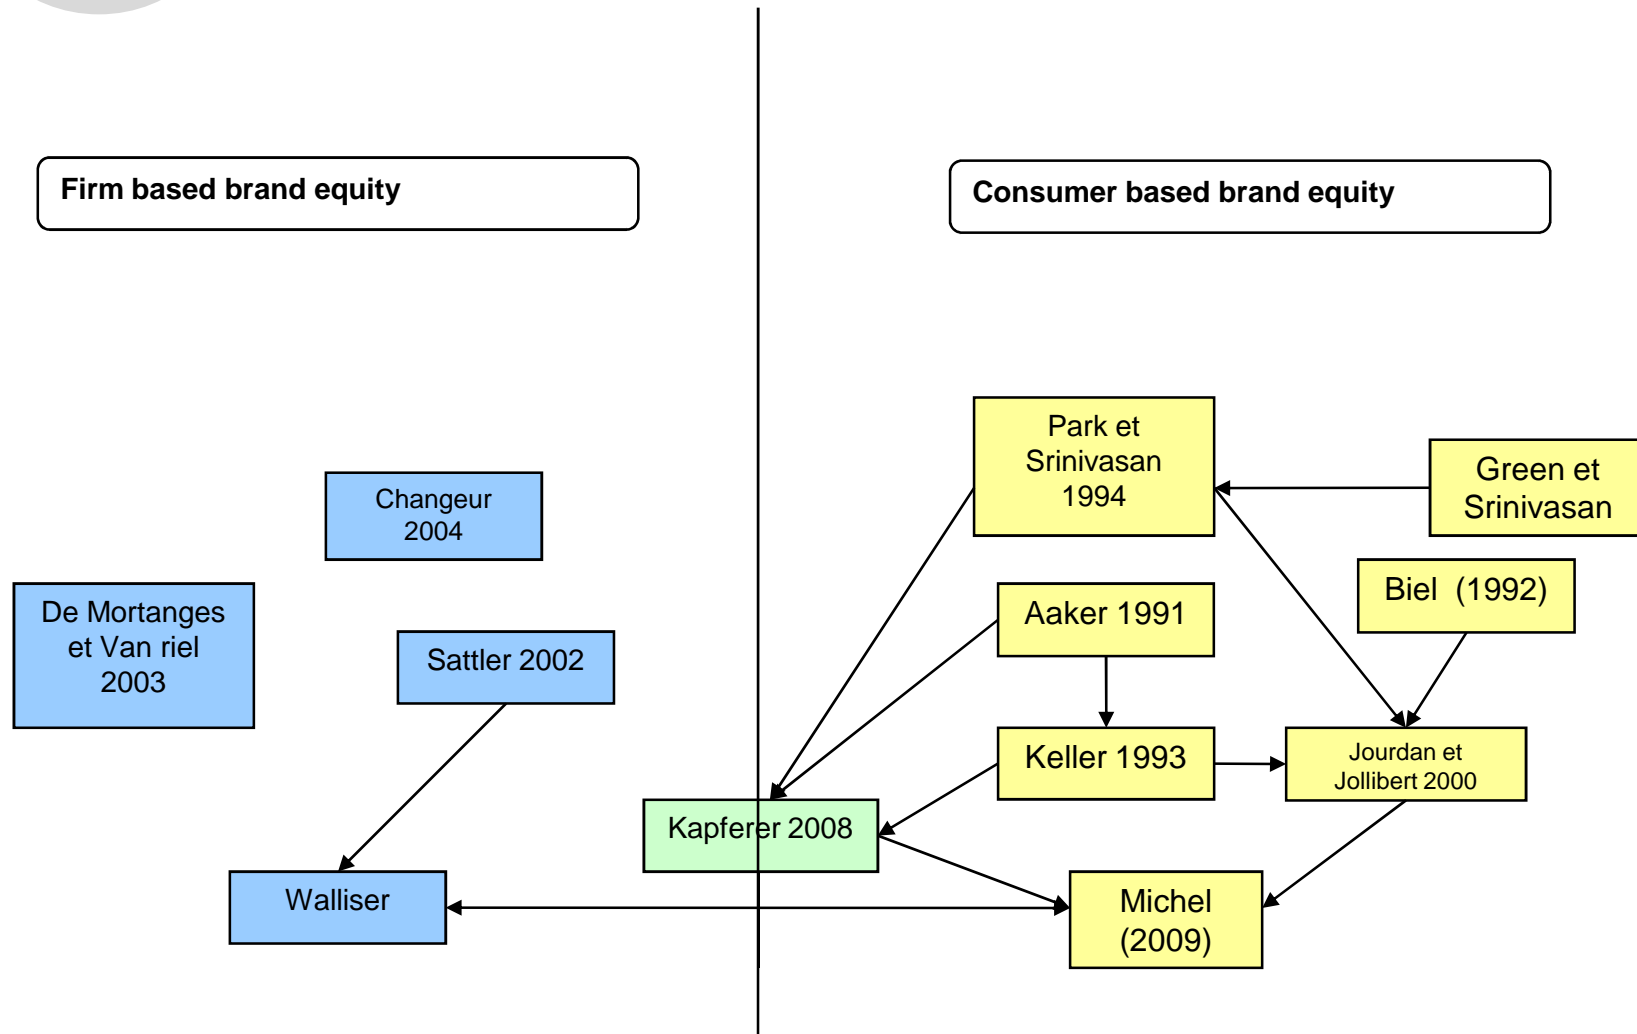 Firm based brand equity
Consumer based brand equity
Park et
Srinivasan
1994
Green et
Srinivasan
Changeur
2004
Biel  (1992)
De Mortanges
et Van riel
2003
Aaker 1991
Sattler 2002
Keller 1993
Jourdan et
Jollibert 2000
Kapferer 2008
Walliser
Michel
(2009)